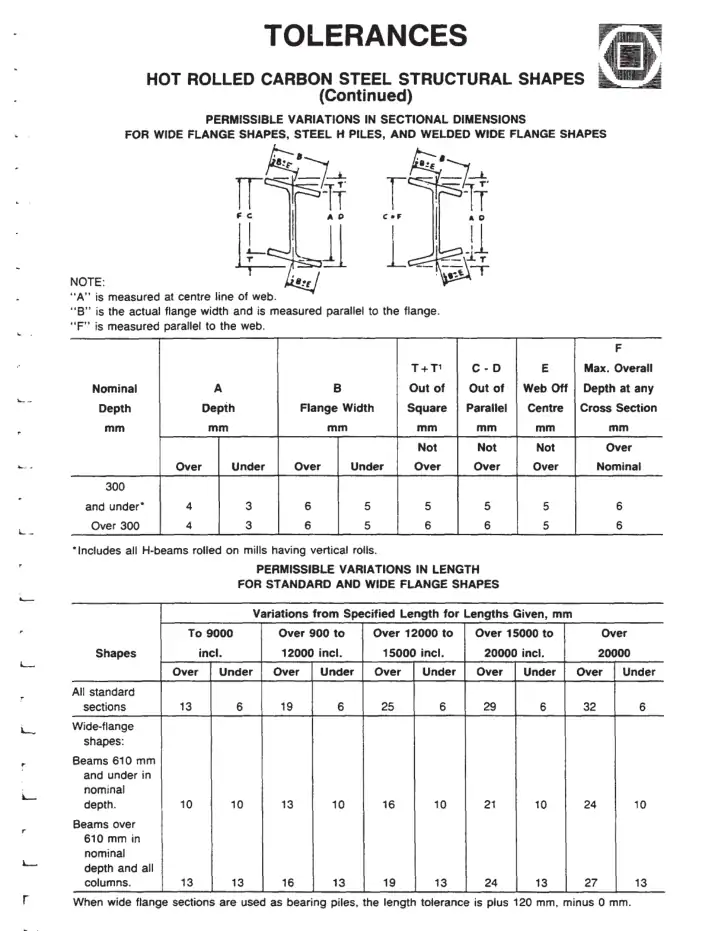 TOLERANCES
HOT ROLLED CARBON STEEL STRUCTURAL SHAPES
(Continued)
PERMISSIBLE VARIATIONS IN SECTIONAL DIMENSIONS
FOR WIDE FLANGE SHAPES, STEEL H PILES, AND WELDED WIDE FLANGE SHAPES
B B
½B±E ½B±E
T' T'
F C A D C=F A D
T T
½B±E ½B±E
NOTE:
"A" is measured at centre line of web.
"B" is the actual flange width and is measured parallel to the flange.
"F" is measured parallel to the web.
F
T+T¹ C - D E Max. Overall
Nominal A B Out of Out of Web Off Depth at any
Depth Depth Flange Width Square Parallel Centre Cross Section
mm mm mm mm mm mm mm
Not Not Not Over
Over Under Over Under Over Over Over Nominal
300
and under* 4 3 6 5 5 5 5 6
Over 300 4 3 6 5 6 6 5 6
*Includes all H-beams rolled on mills having vertical rolls.
PERMISSIBLE VARIATIONS IN LENGTH
FOR STANDARD AND WIDE FLANGE SHAPES
Variations from Specified Length for Lengths Given, mm
To 9000 Over 900 to Over 12000 to Over 15000 to Over
Shapes incl. 12000 incl. 15000 incl. 20000 incl. 20000
Over Under Over Under Over Under Over Under Over Under
All standard
sections 13 6 19 6 25 6 29 6 32 6
Wide-flange
shapes:
Beams 610 mm
and under in
nominal
depth. 10 10 13 10 16 10 21 10 24 10
Beams over
610 mm in
nominal
depth and all
columns. 13 13 16 13 19 13 24 13 27 13
When wide flange sections are used as bearing piles, the length tolerance is plus 120 mm, minus 0 mm.